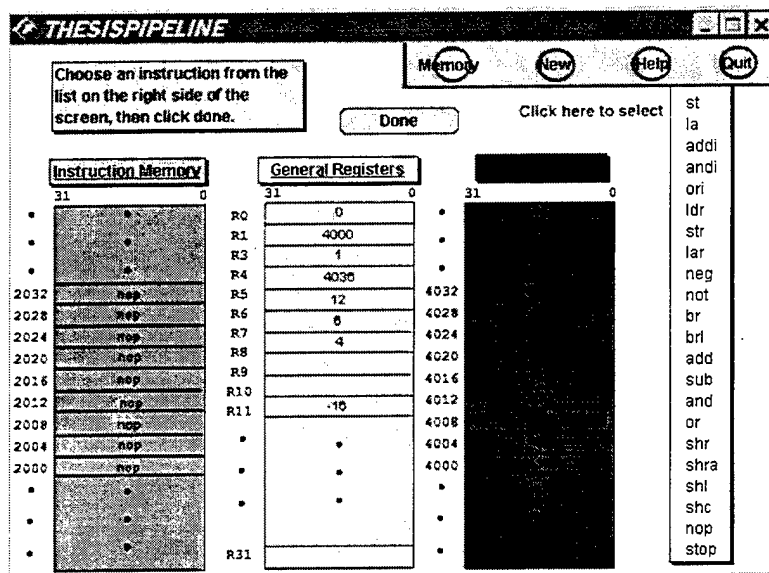 THESISPIPELINE
Memory New Help Quit
Choose an instruction from the
list on the right side of the
screen, then click done.
Done
Click here to select
Instruction Memory
31 0
2032 nop
2028 nop
2024 nop
2020 nop
2016 nop
2012 nop
2008 nop
2004 nop
2000 nop
General Registers
31 0
R0 0
R1 4000
R3 1
R4 4036
R5 12
R6 6
R7 4
R8
R9
R10
R11 -16
R31
31 0
4032
4028
4024
4020
4016
4012
4008
4004
4000
st
la
addi
andi
ori
ldr
str
lar
neg
not
br
brl
add
sub
and
or
shr
shra
shl
shc
nop
stop